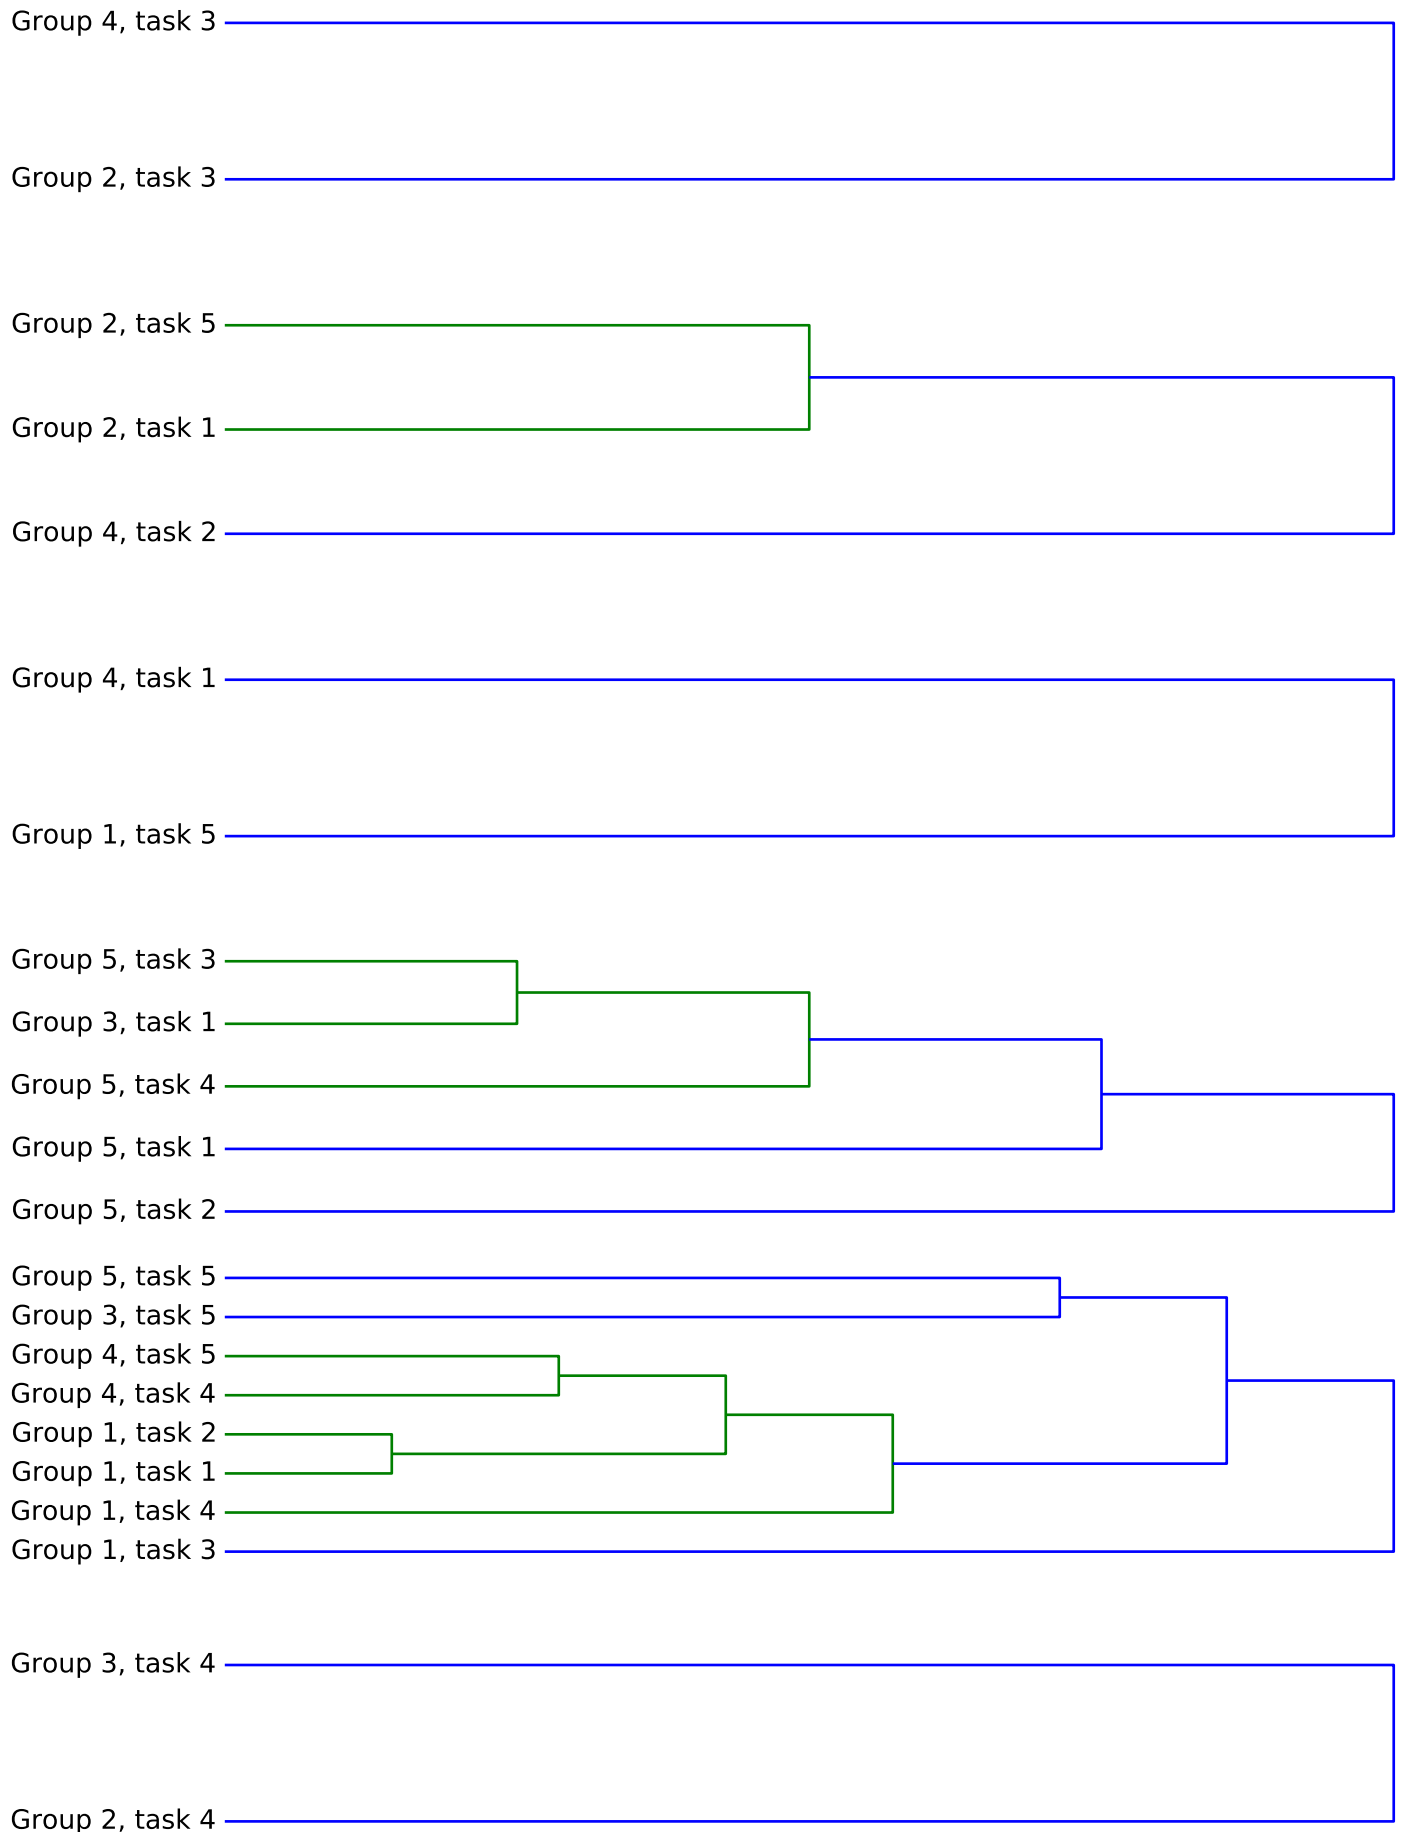 Group 4, task 3
Group 2, task 3
Group 2, task 5
Group 2, task 1
Group 4, task 2
Group 4, task 1
Group 1, task 5
Group 5, task 3
Group 3, task 1
Group 5, task 4
Group 5, task 1
Group 5, task 2
Group 5, task 5
Group 3, task 5
Group 4, task 5
Group 4, task 4
Group 1, task 2
Group 1, task 1
Group 1, task 4
Group 1, task 3
Group 3, task 4
Group 2, task 4